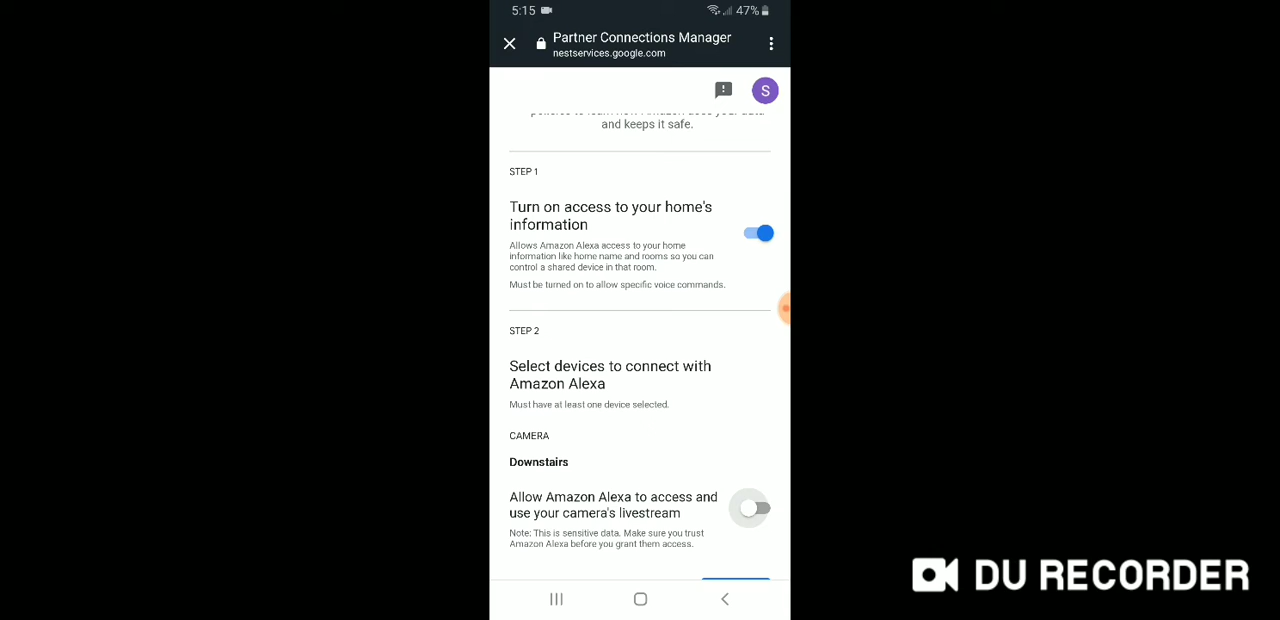 5:15 47%
Partner Connections Manager
nestservices.google.com
S
and keeps it safe.
STEP 1
Turn on access to your home's
information
Allows Amazon Alexa access to your home
information like home name and rooms so you can
control a shared device in that room.
Must be turned on to allow specific voice commands.
STEP 2
Select devices to connect with
Amazon Alexa
Must have at least one device selected.
CAMERA
Downstairs
Allow Amazon Alexa to access and
use your camera's livestream
Note: This is sensitive data. Make sure you trust
Amazon Alexa before you grant them access.
DU RECORDER